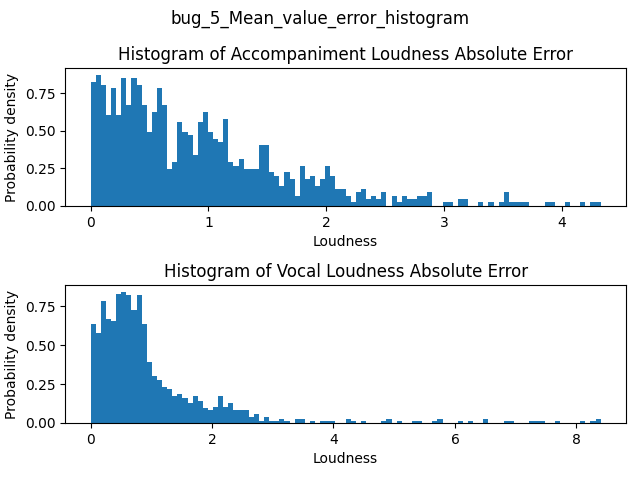 bug_5_Mean_value_error_histogram
Histogram of Accompaniment Loudness Absolute Error
Probability density
0.75
0.50
0.25
0.00
0 1 2 3 4
Loudness
Histogram of Vocal Loudness Absolute Error
Probability density
0.75
0.50
0.25
0.00
0 2 4 6 8
Loudness